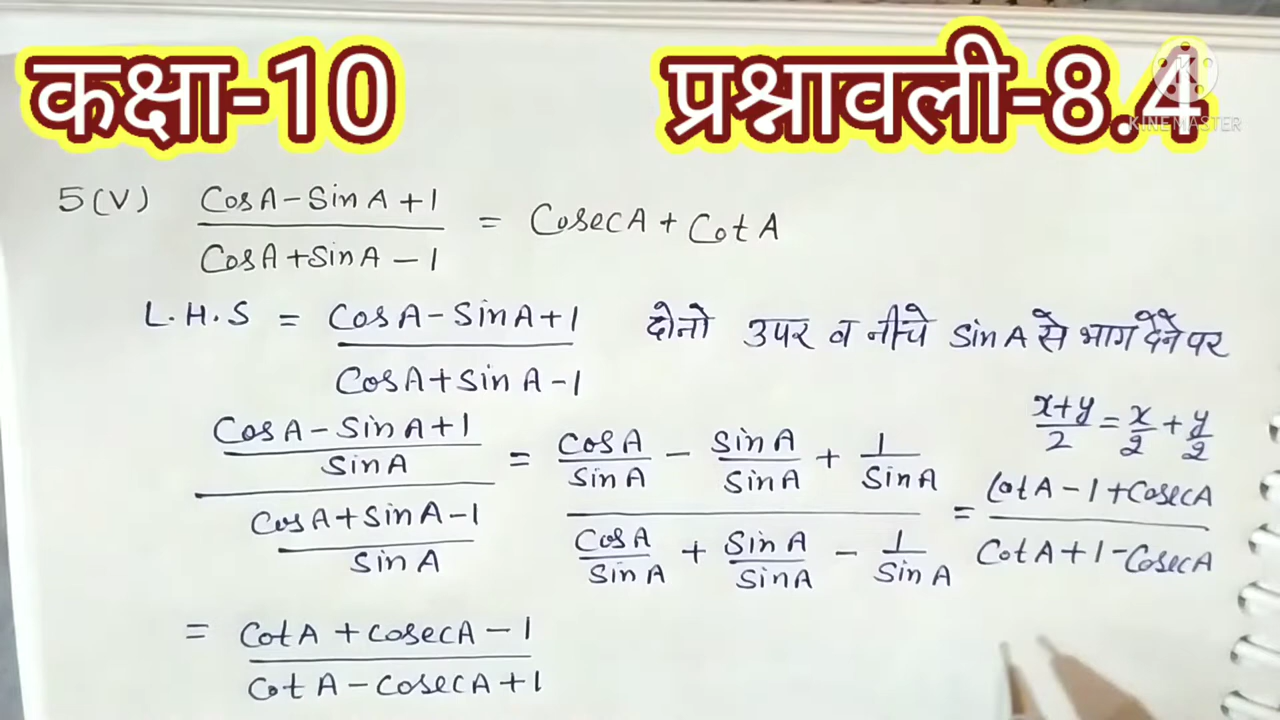 कक्षा-10 प्रश्नावली-8.4
KINEMASTER
5(V) (CosA-SinA+1)/(CosA+SinA-1) = CosecA + CotA
L.H.S = (CosA-SinA+1)/(CosA+SinA-1) दोनो उपर व नीचे SinA से भाग देने पर
(x+y)/2 = x/2 + y/2
((CosA-SinA+1)/SinA)/((CosA+SinA-1)/SinA) = (CosA/SinA - SinA/SinA + 1/SinA)/(CosA/SinA + SinA/SinA - 1/SinA) = (CotA-1+CosecA)/(CotA+1-CosecA)
= (CotA+CosecA-1)/(CotA-CosecA+1)